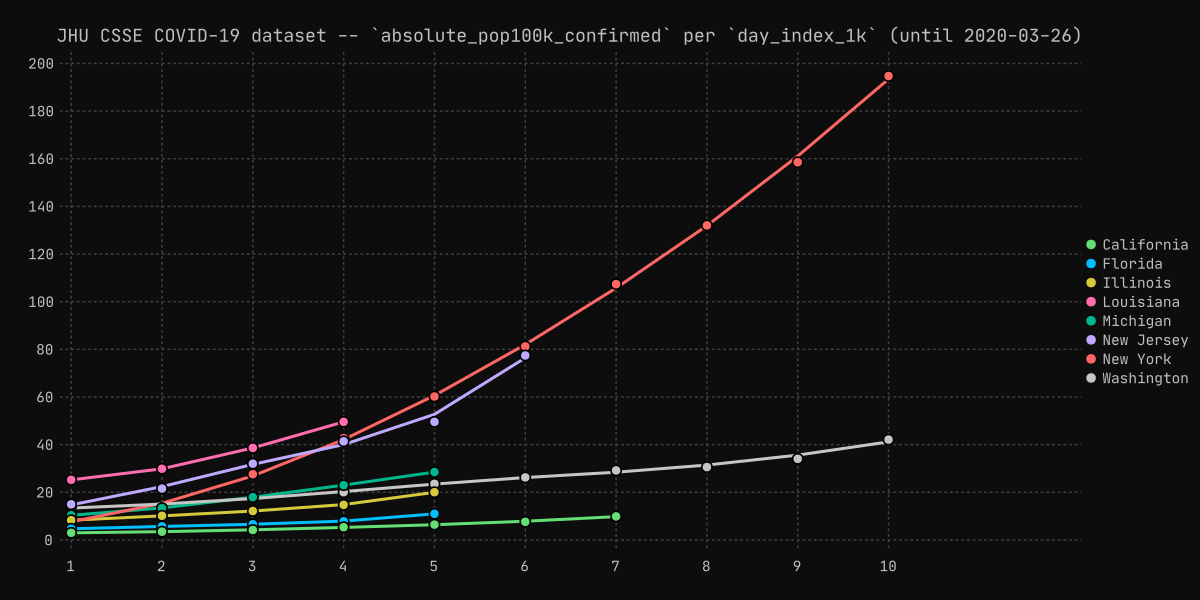 JHU CSSE COVID-19 dataset -- `absolute_pop100k_confirmed` per `day_index_1k` (until 2020-03-26)
200
180
160
140
120
100
80
60
40
20
0
1 2 3 4 5 6 7 8 9 10
California
Florida
Illinois
Louisiana
Michigan
New Jersey
New York
Washington